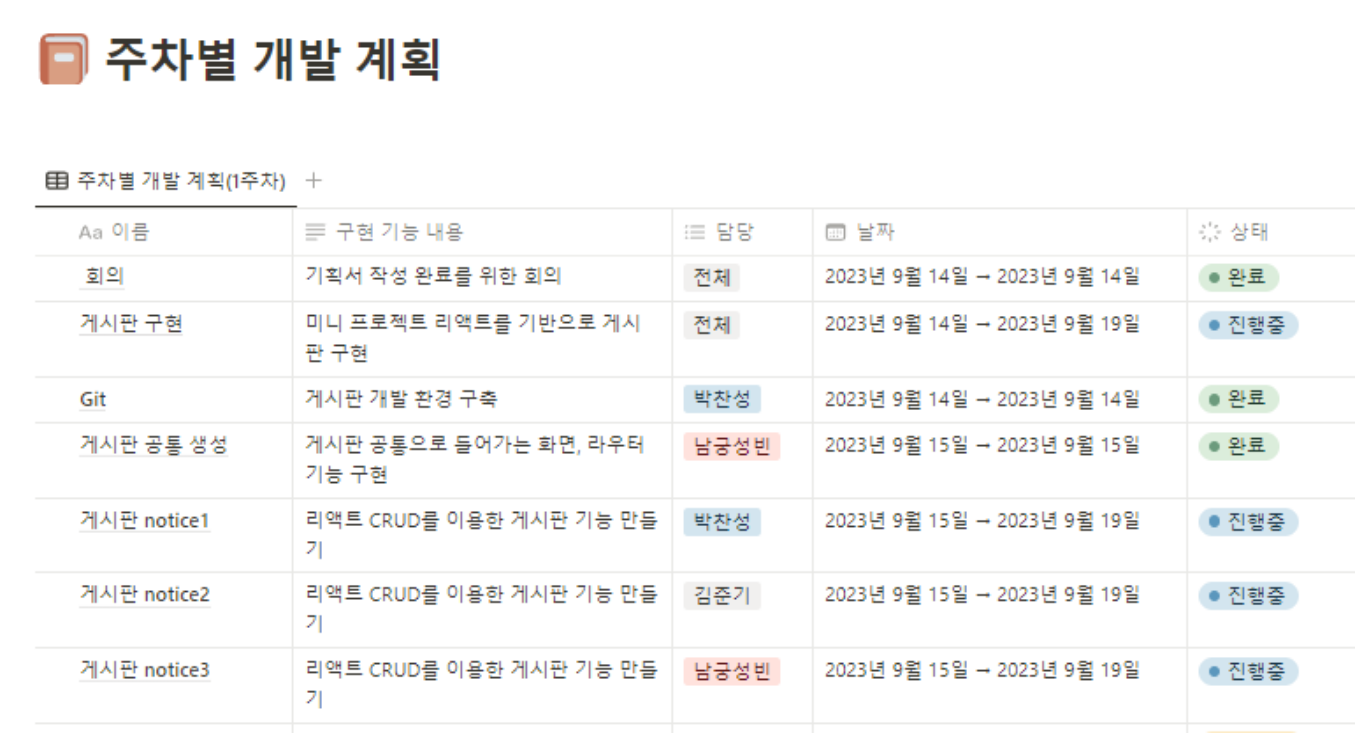 주차별 개발 계획
주차별 개발 계획(1주차) +
Aa 이름 구현 기능 내용 담당 날짜 상태
회의 기획서 작성 완료를 위한 회의 전체 2023년 9월 14일 → 2023년 9월 14일 완료
게시판 구현 미니 프로젝트 리액트를 기반으로 게시 전체 2023년 9월 14일 → 2023년 9월 19일 진행중
판 구현
Git 게시판 개발 환경 구축 박찬성 2023년 9월 14일 → 2023년 9월 14일 완료
게시판 공통 생성 게시판 공통으로 들어가는 화면, 라우터 남궁성빈 2023년 9월 15일 → 2023년 9월 15일 완료
기능 구현
게시판 notice1 리액트 CRUD를 이용한 게시판 기능 만들 박찬성 2023년 9월 15일 → 2023년 9월 19일 진행중
기
게시판 notice2 리액트 CRUD를 이용한 게시판 기능 만들 김준기 2023년 9월 15일 → 2023년 9월 19일 진행중
기
게시판 notice3 리액트 CRUD를 이용한 게시판 기능 만들 남궁성빈 2023년 9월 15일 → 2023년 9월 19일 진행중
기